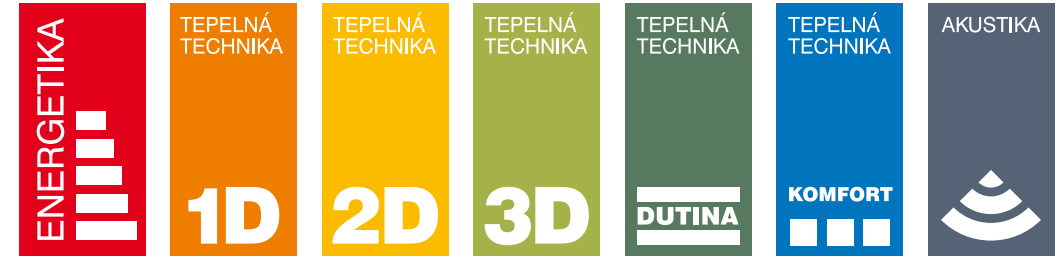 ENERGETIKA
TEPELNÁ
TECHNIKA
1D
TEPELNÁ
TECHNIKA
2D
TEPELNÁ
TECHNIKA
3D
TEPELNÁ
TECHNIKA
DUTINA
TEPELNÁ
TECHNIKA
KOMFORT
AKUSTIKA